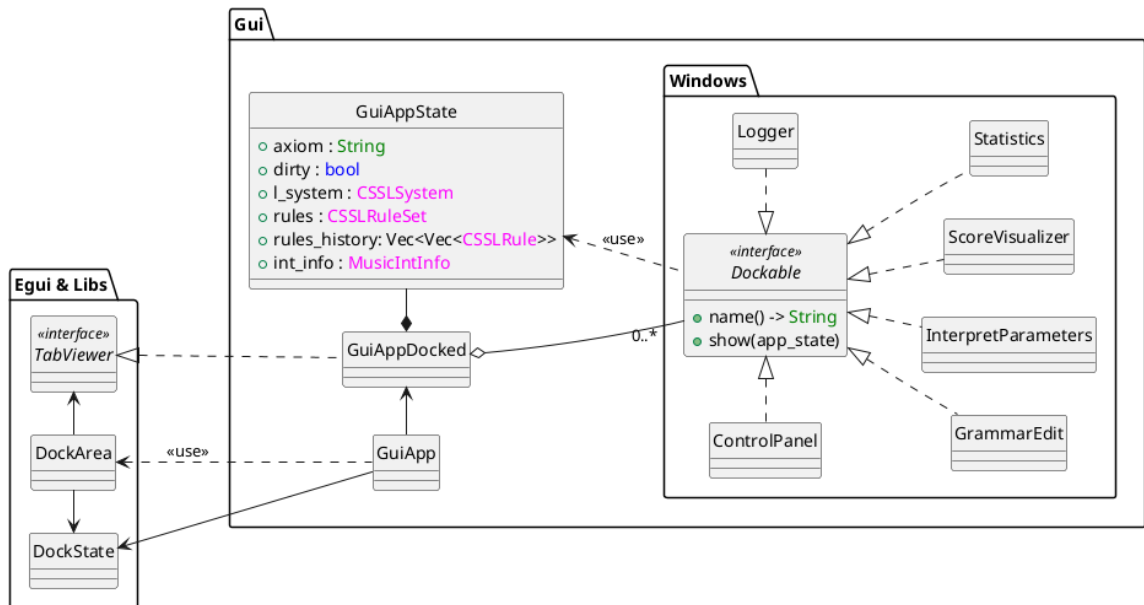 Gui
Windows
GuiAppState
axiom : String
dirty : bool
l_system : CSSLSystem
rules : CSSLRuleSet
rules_history: Vec<Vec<CSSLRule>>
int_info : MusicIntInfo
«use»
Logger
Statistics
«interface»
Dockable
name() -> String
show(app_state)
ScoreVisualizer
InterpretParameters
GrammarEdit
ControlPanel
0..*
GuiAppDocked
GuiApp
Egui & Libs
«interface»
TabViewer
DockArea
«use»
DockState